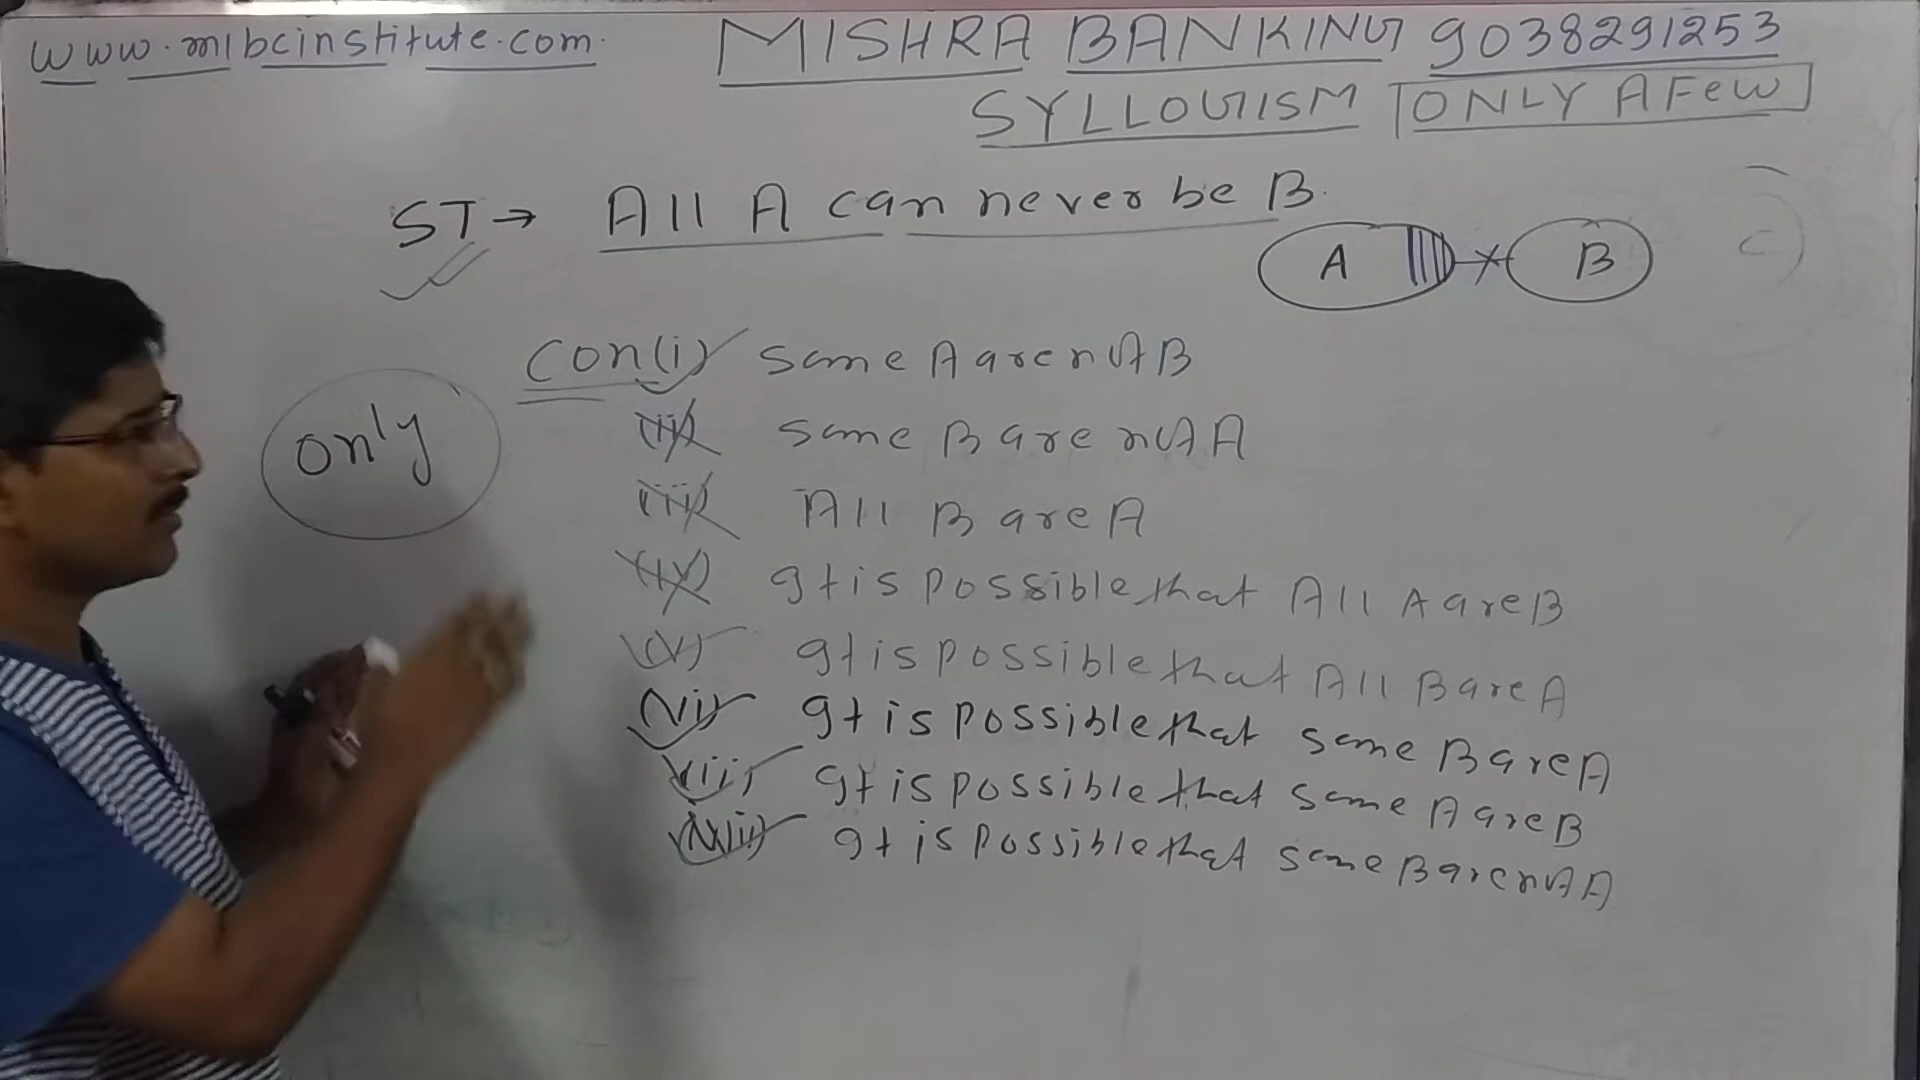 www.mibcinstitute.com.
MISHRA BANKING 9038291253
SYLLOGISM ONLY A Few
ST → All A can never be B.
A B
C
only
con(i) Some A are not B
(ii) Some B are not A
(iii) All B are A
(iv) It is possible that All A are B
(v) It is possible that All B are A
(vi) It is possible that some B are A
(vii) It is possible that some A are B
(viii) It is possible that some B are not A